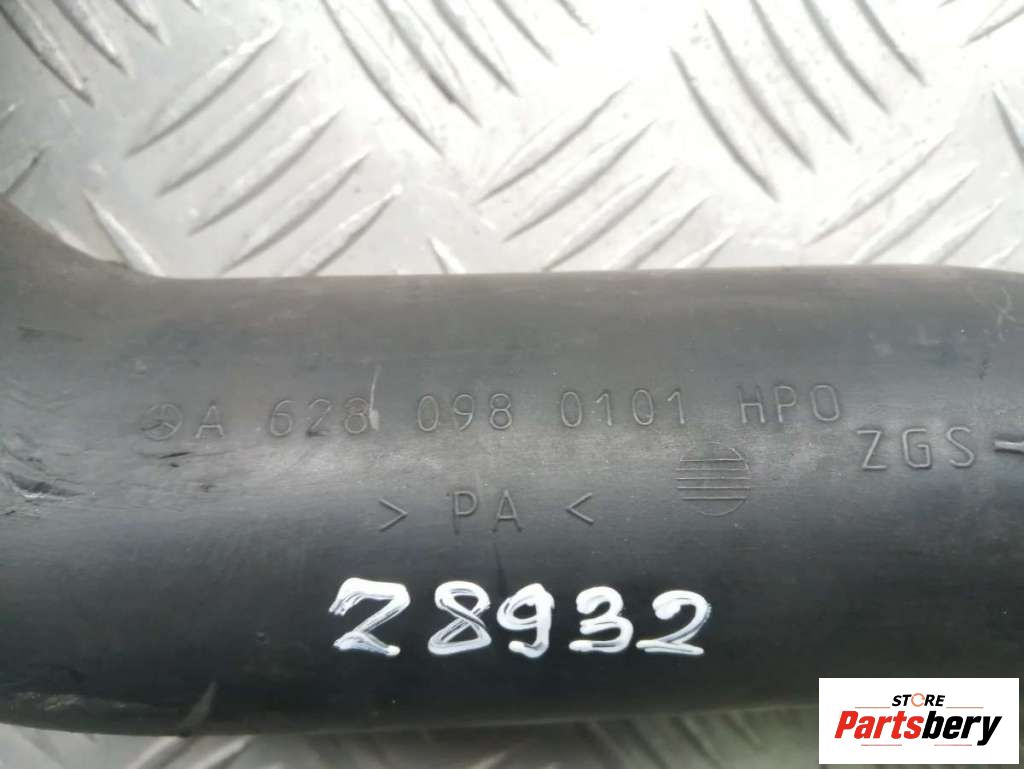 A 628 098 0101 HPO
ZGS
> PA <
Z8932
STORE
Partsbery